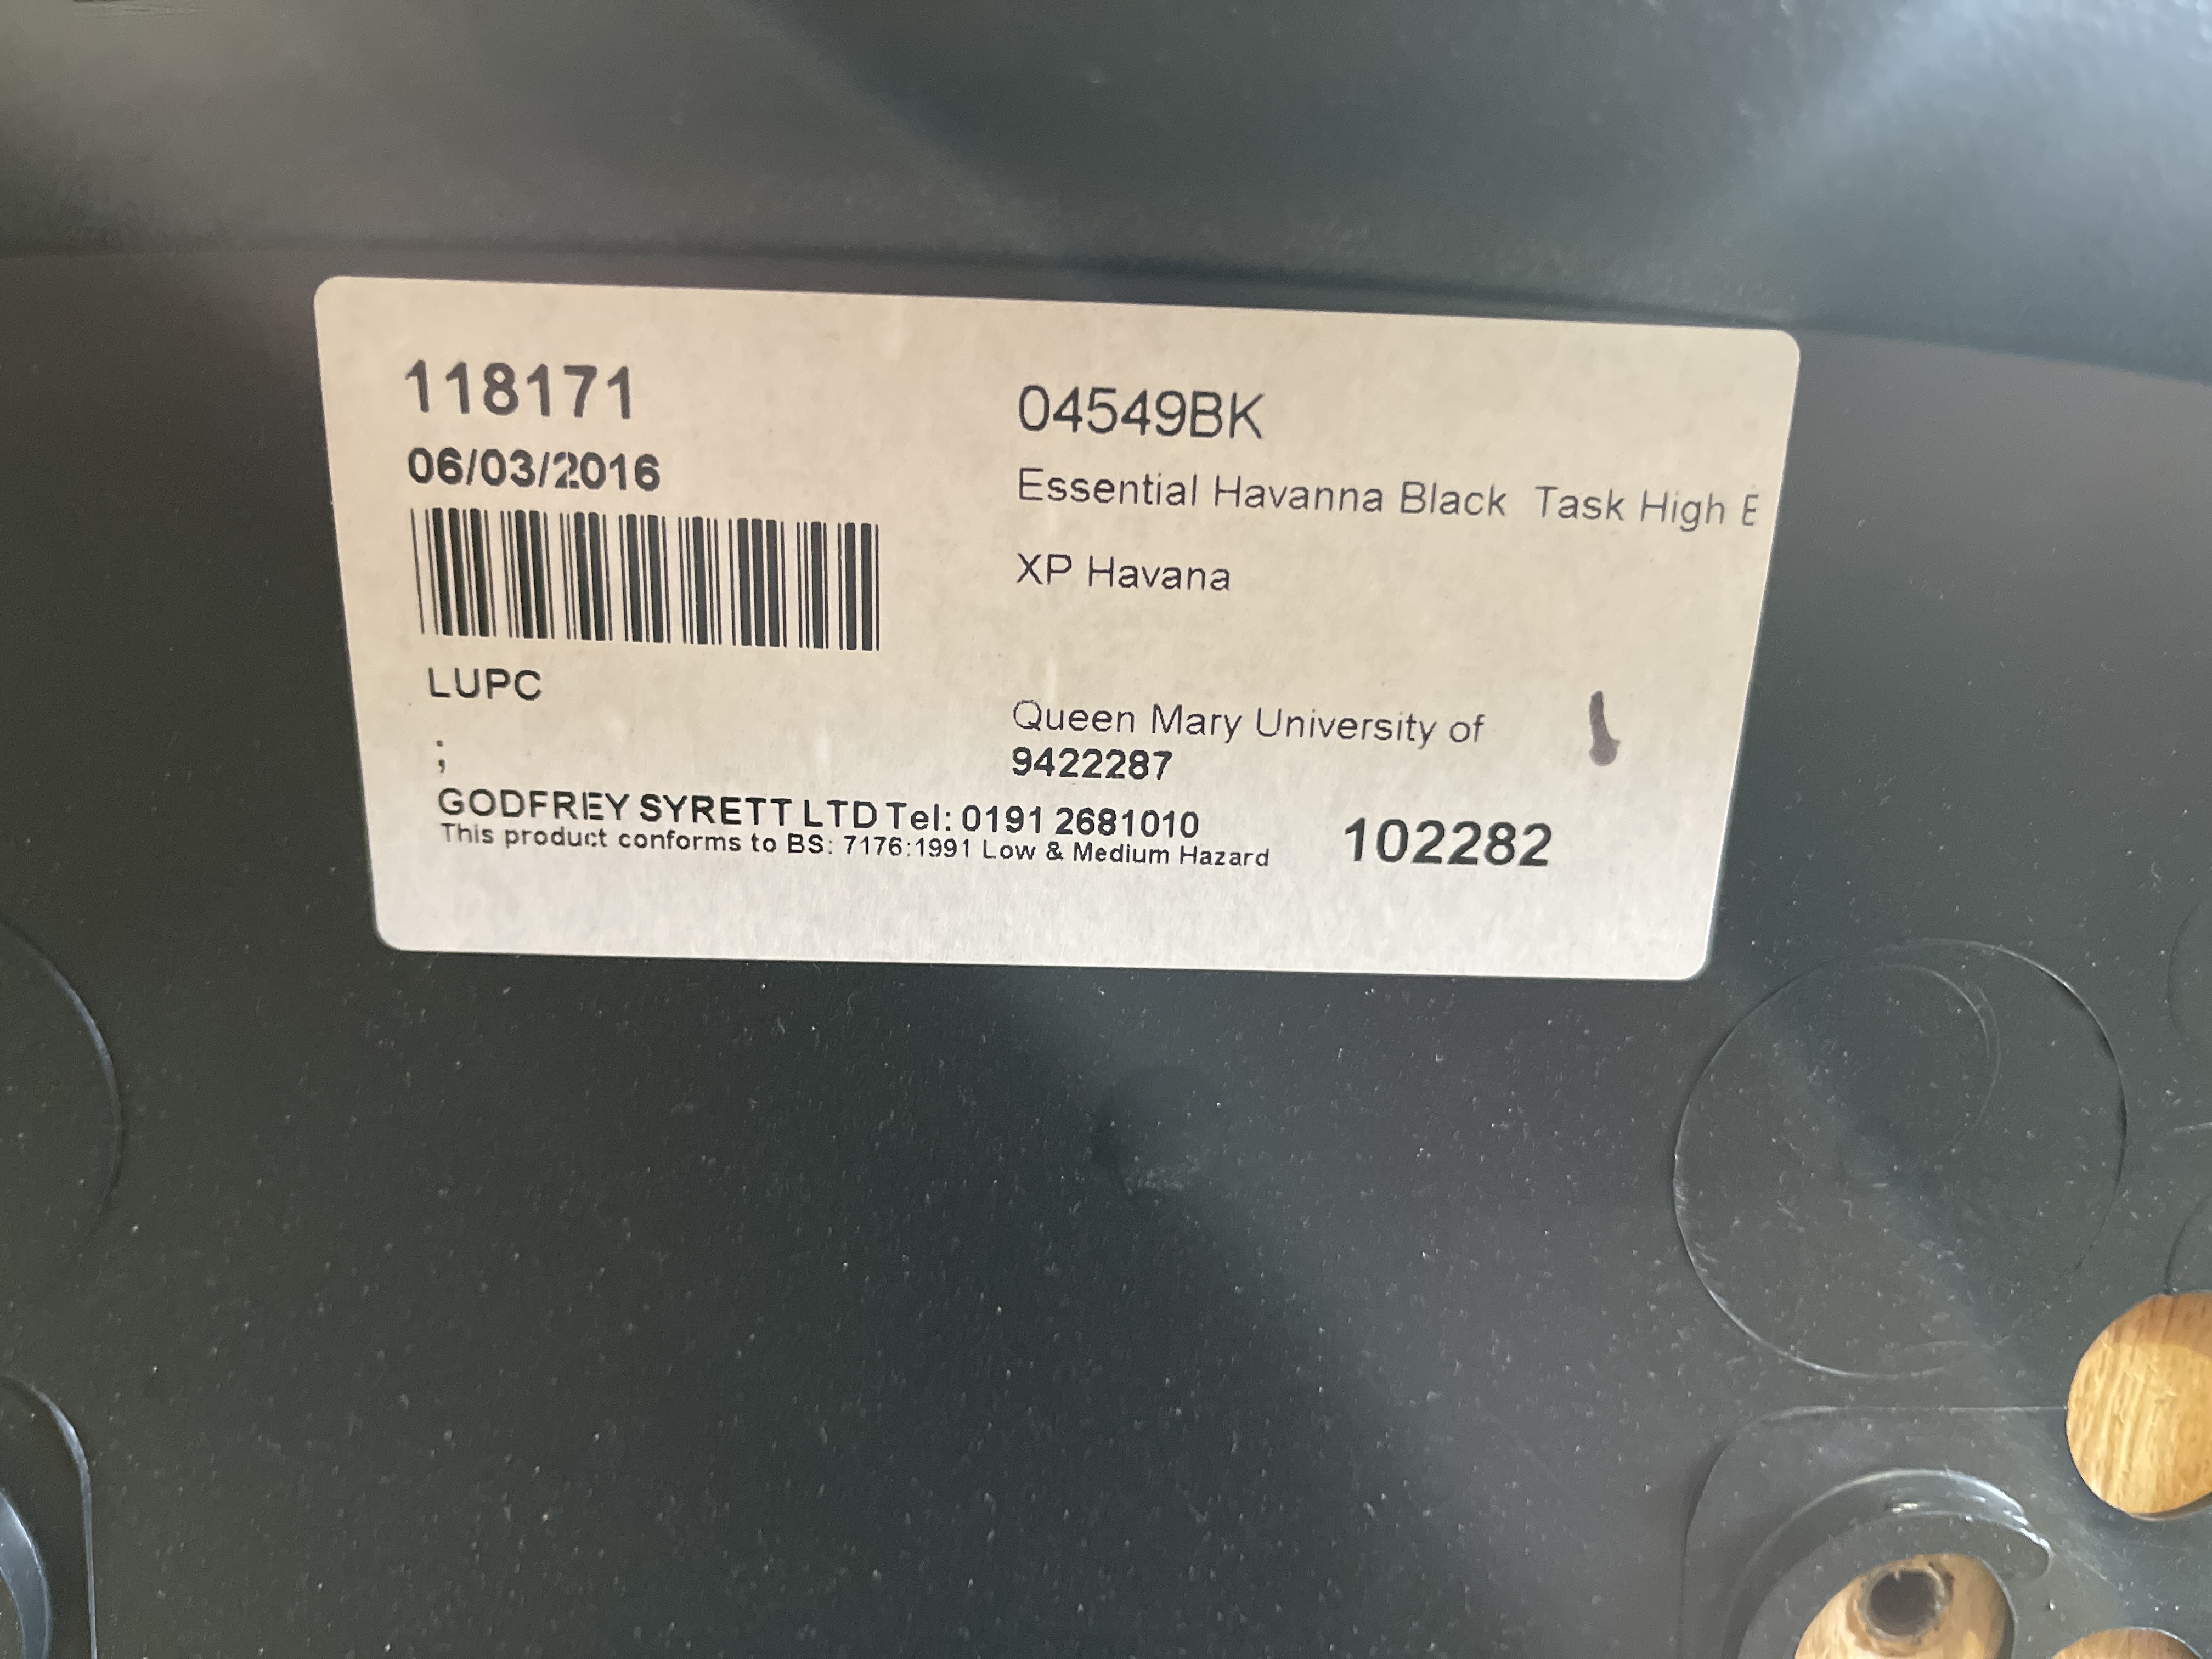 118171
06/03/2016
LUPC
;
04549BK
Essential Havanna Black Task High E
XP Havana
Queen Mary University of
9422287
GODFREY SYRETT LTD Tel: 0191 2681010
This product conforms to BS: 7176:1991 Low & Medium Hazard
102282